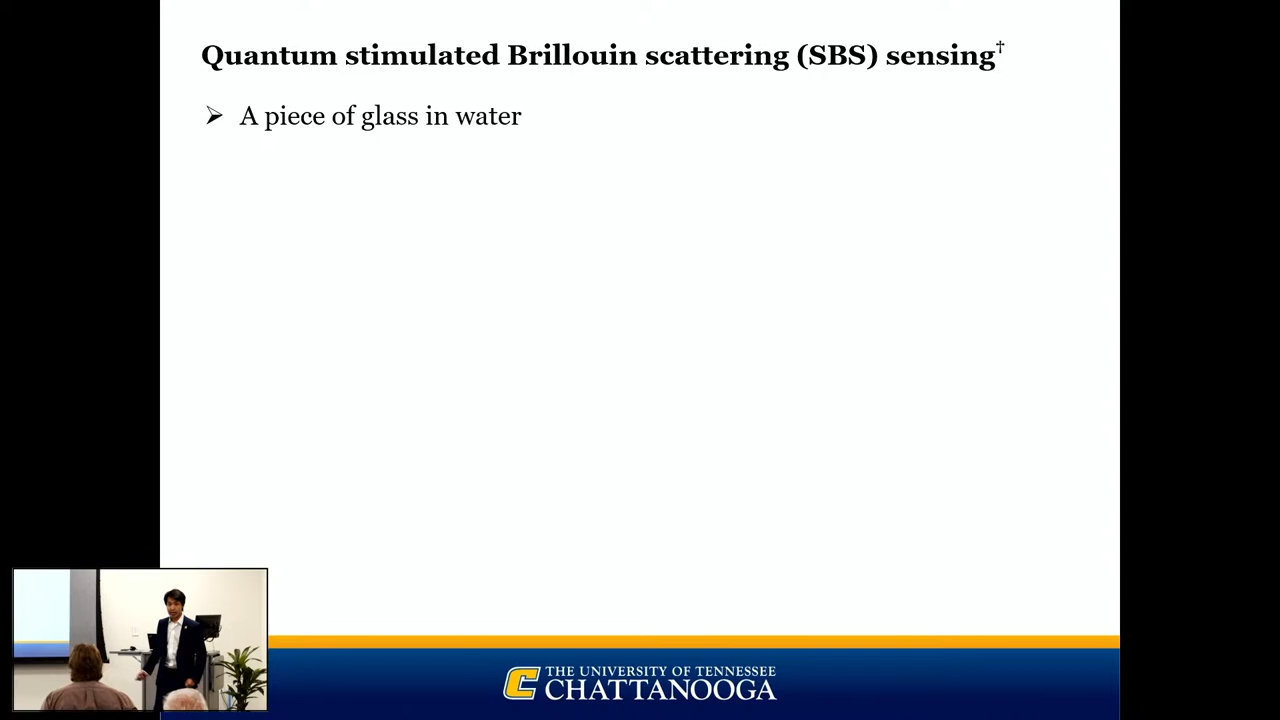 Quantum stimulated Brillouin scattering (SBS) sensing†
➢ A piece of glass in water
THE UNIVERSITY OF TENNESSEE
CHATTANOOGA